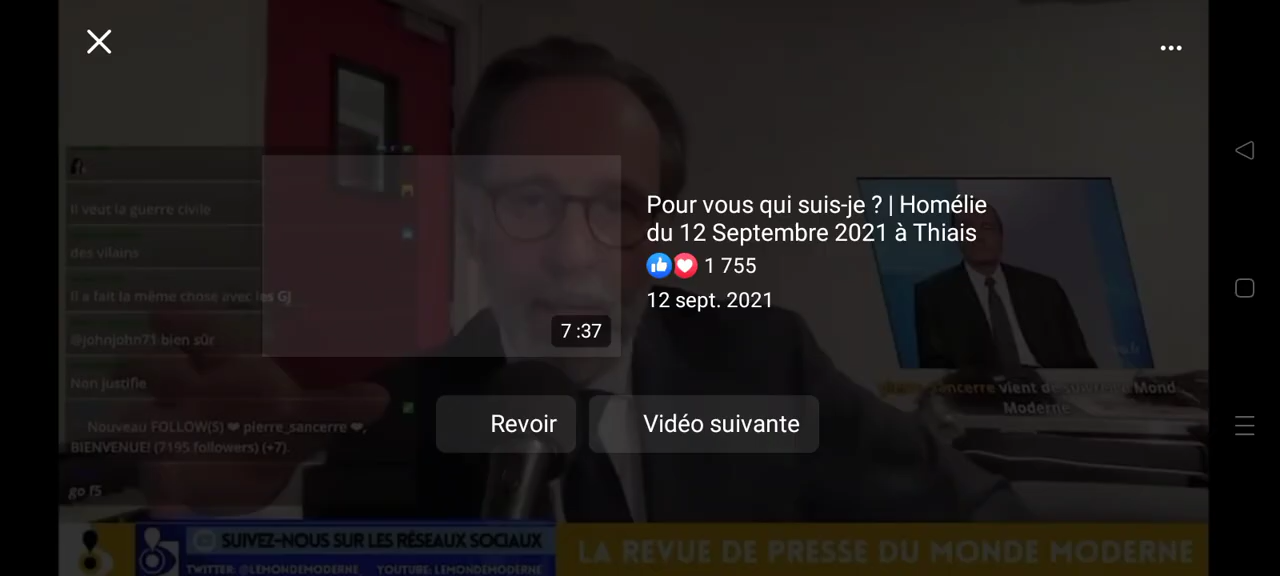 Il veut la guerre civile
des vilains
Il a fait la même chose avec les GJ
@johnjohn71 bien sûr
Non justifie
Nouveau FOLLOW(S) ❤ pierre_sancerre ❤,
BIENVENUE! (7195 followers) (+7).
go f5
Pour vous qui suis-je ? | Homélie
du 12 Septembre 2021 à Thiais
1 755
12 sept. 2021
7:37
Revoir
Vidéo suivante
pierre_sancerre vient de suivre le Mond
Moderne
SUIVEZ-NOUS SUR LES RÉSEAUX SOCIAUX
TWITTER: @LEMONDEMODERNE_ YOUTUBE: LEMONDEMODERNE
LA REVUE DE PRESSE DU MONDE MODERNE